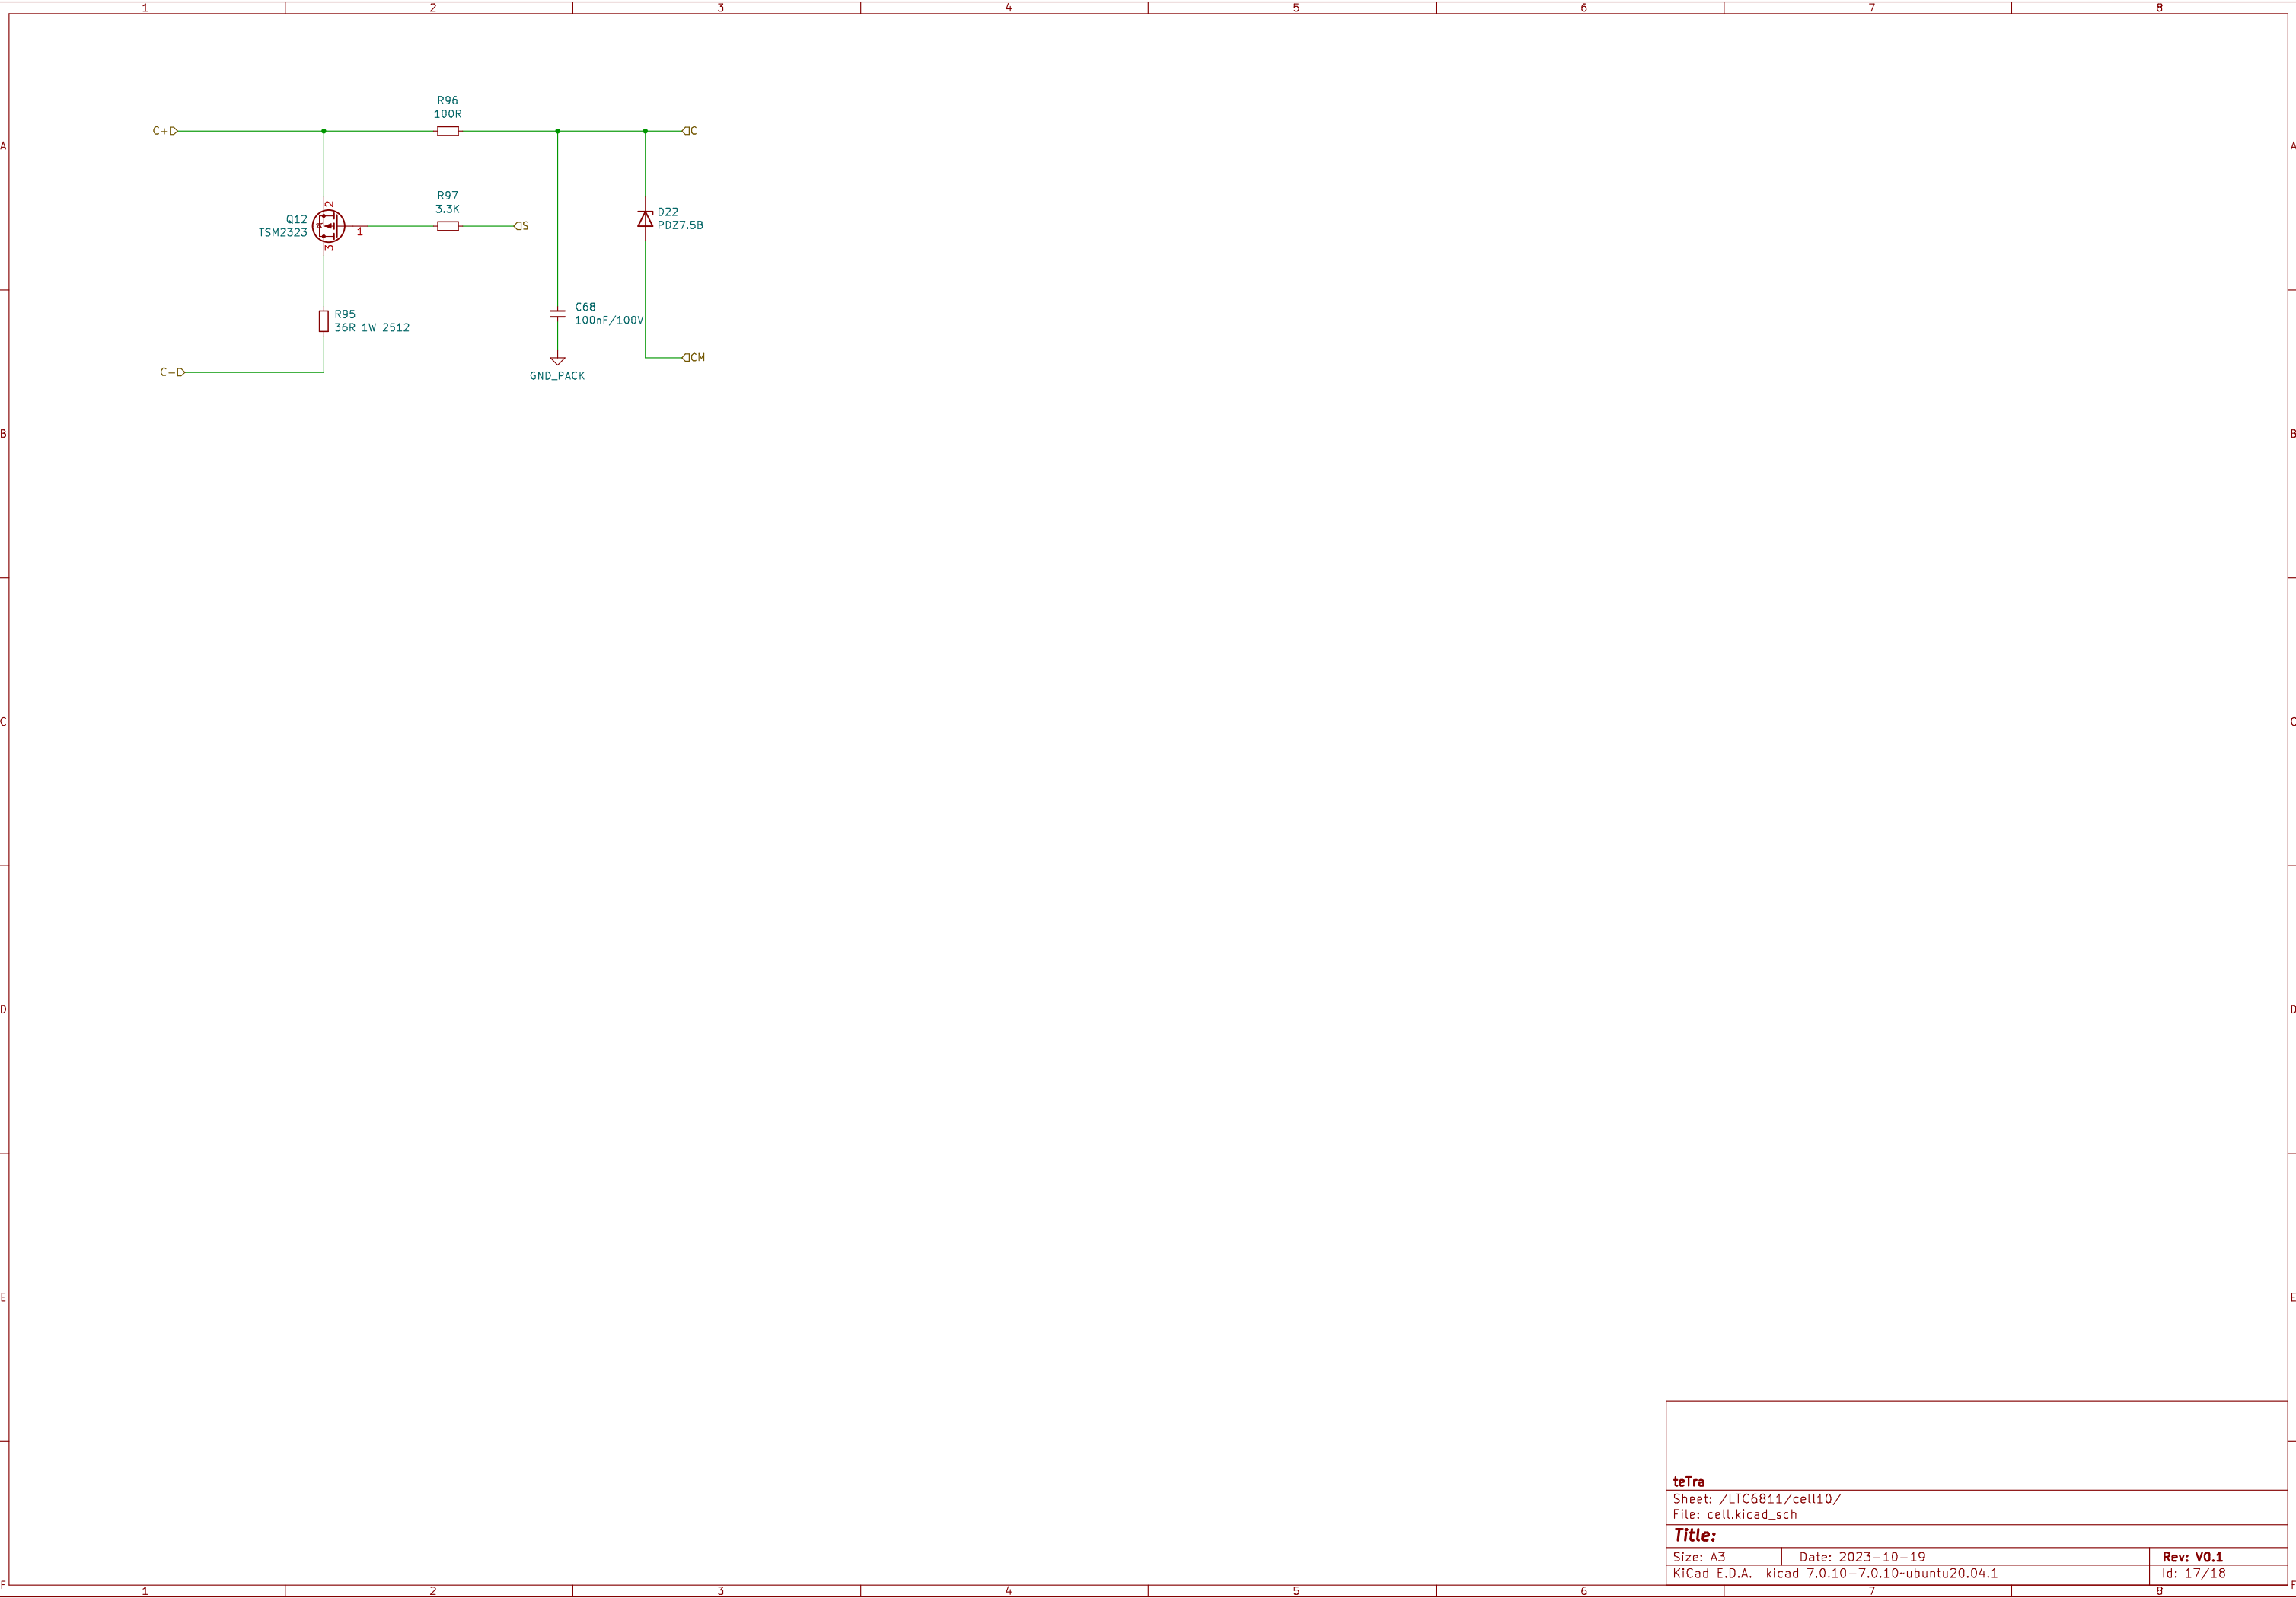 1 2 3 4 5 6 7 8
A A
B B
C C
D D
E E
F F
R96
100R
C+
C
R97
3.3K
Q12
TSM2323
2
1
3
S
D22
PDZ7.5B
R95
36R 1W 2512
C68
100nF/100V
CM
C-
GND_PACK
teTra
Sheet: /LTC6811/cell10/
File: cell.kicad_sch
Title:
Size: A3 Date: 2023-10-19 Rev: V0.1
KiCad E.D.A. kicad 7.0.10-7.0.10~ubuntu20.04.1 Id: 17/18
1 2 3 4 5 6 7 8